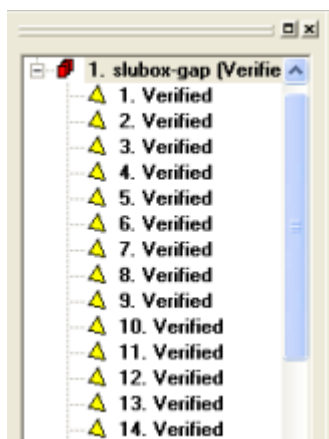 1. slubox-gap (Verifie
1. Verified
2. Verified
3. Verified
4. Verified
5. Verified
6. Verified
7. Verified
8. Verified
9. Verified
10. Verified
11. Verified
12. Verified
13. Verified
14. Verified